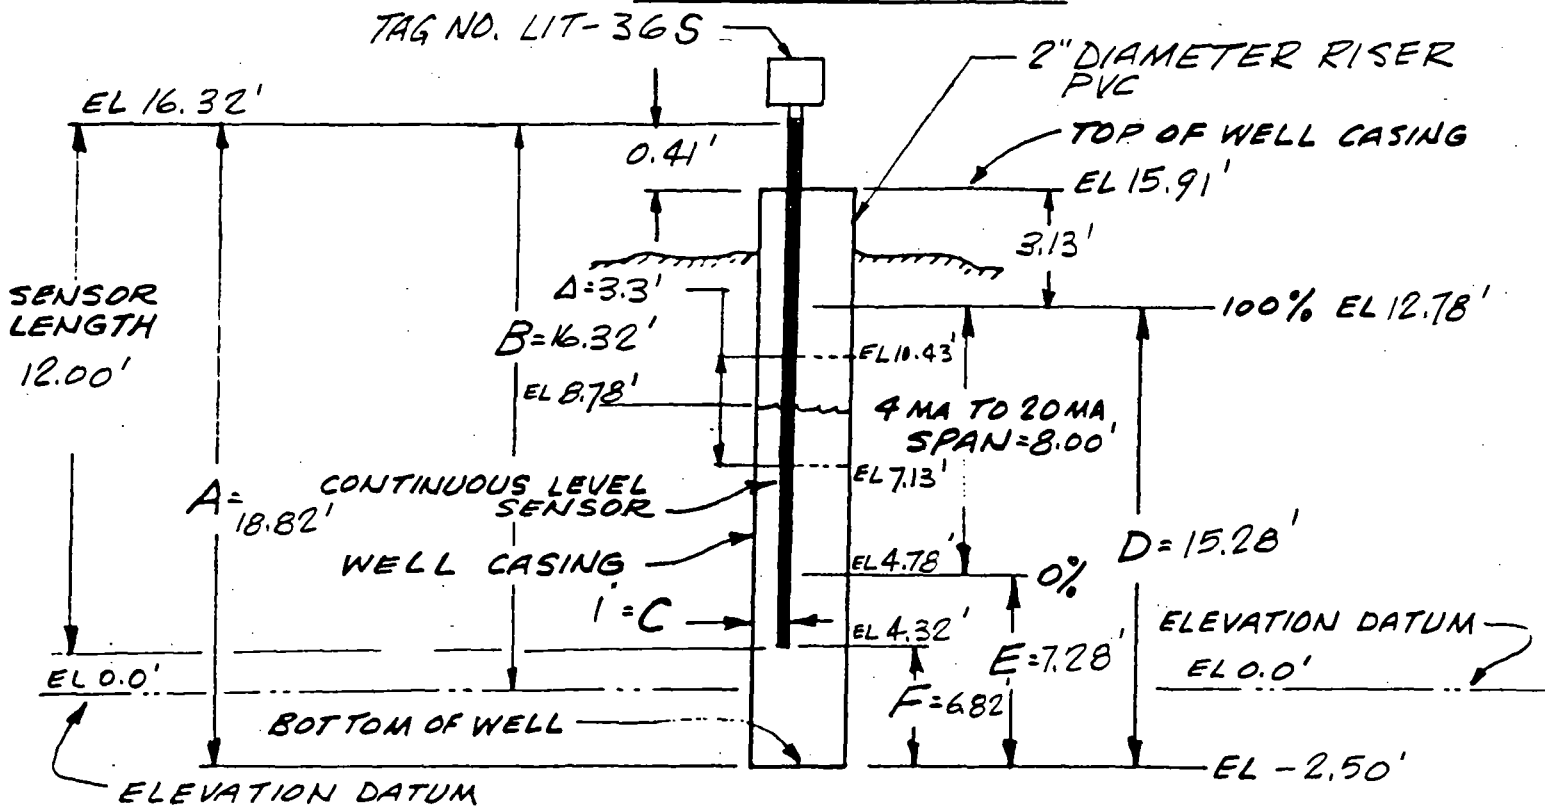 TAG NO. LIT-36S
2" DIAMETER RISER
PVC
EL 16.32'
0.41'
TOP OF WELL CASING
EL 15.91'
3.13'
SENSOR
LENGTH
12.00'
Δ=3.3'
100% EL 12.78'
B=16.32'
EL 10.43'
EL 8.78'
4 MA TO 20 MA
SPAN=8.00'
EL 7.13'
CONTINUOUS LEVEL
SENSOR
A=
18.82'
D=15.28'
WELL CASING
EL 4.78'
0%
1" = C
EL 4.32'
ELEVATION DATUM
E=7.28'
EL 0.0'
EL 0.0'
F=6.82'
BOTTOM OF WELL
EL -2.50'
ELEVATION DATUM